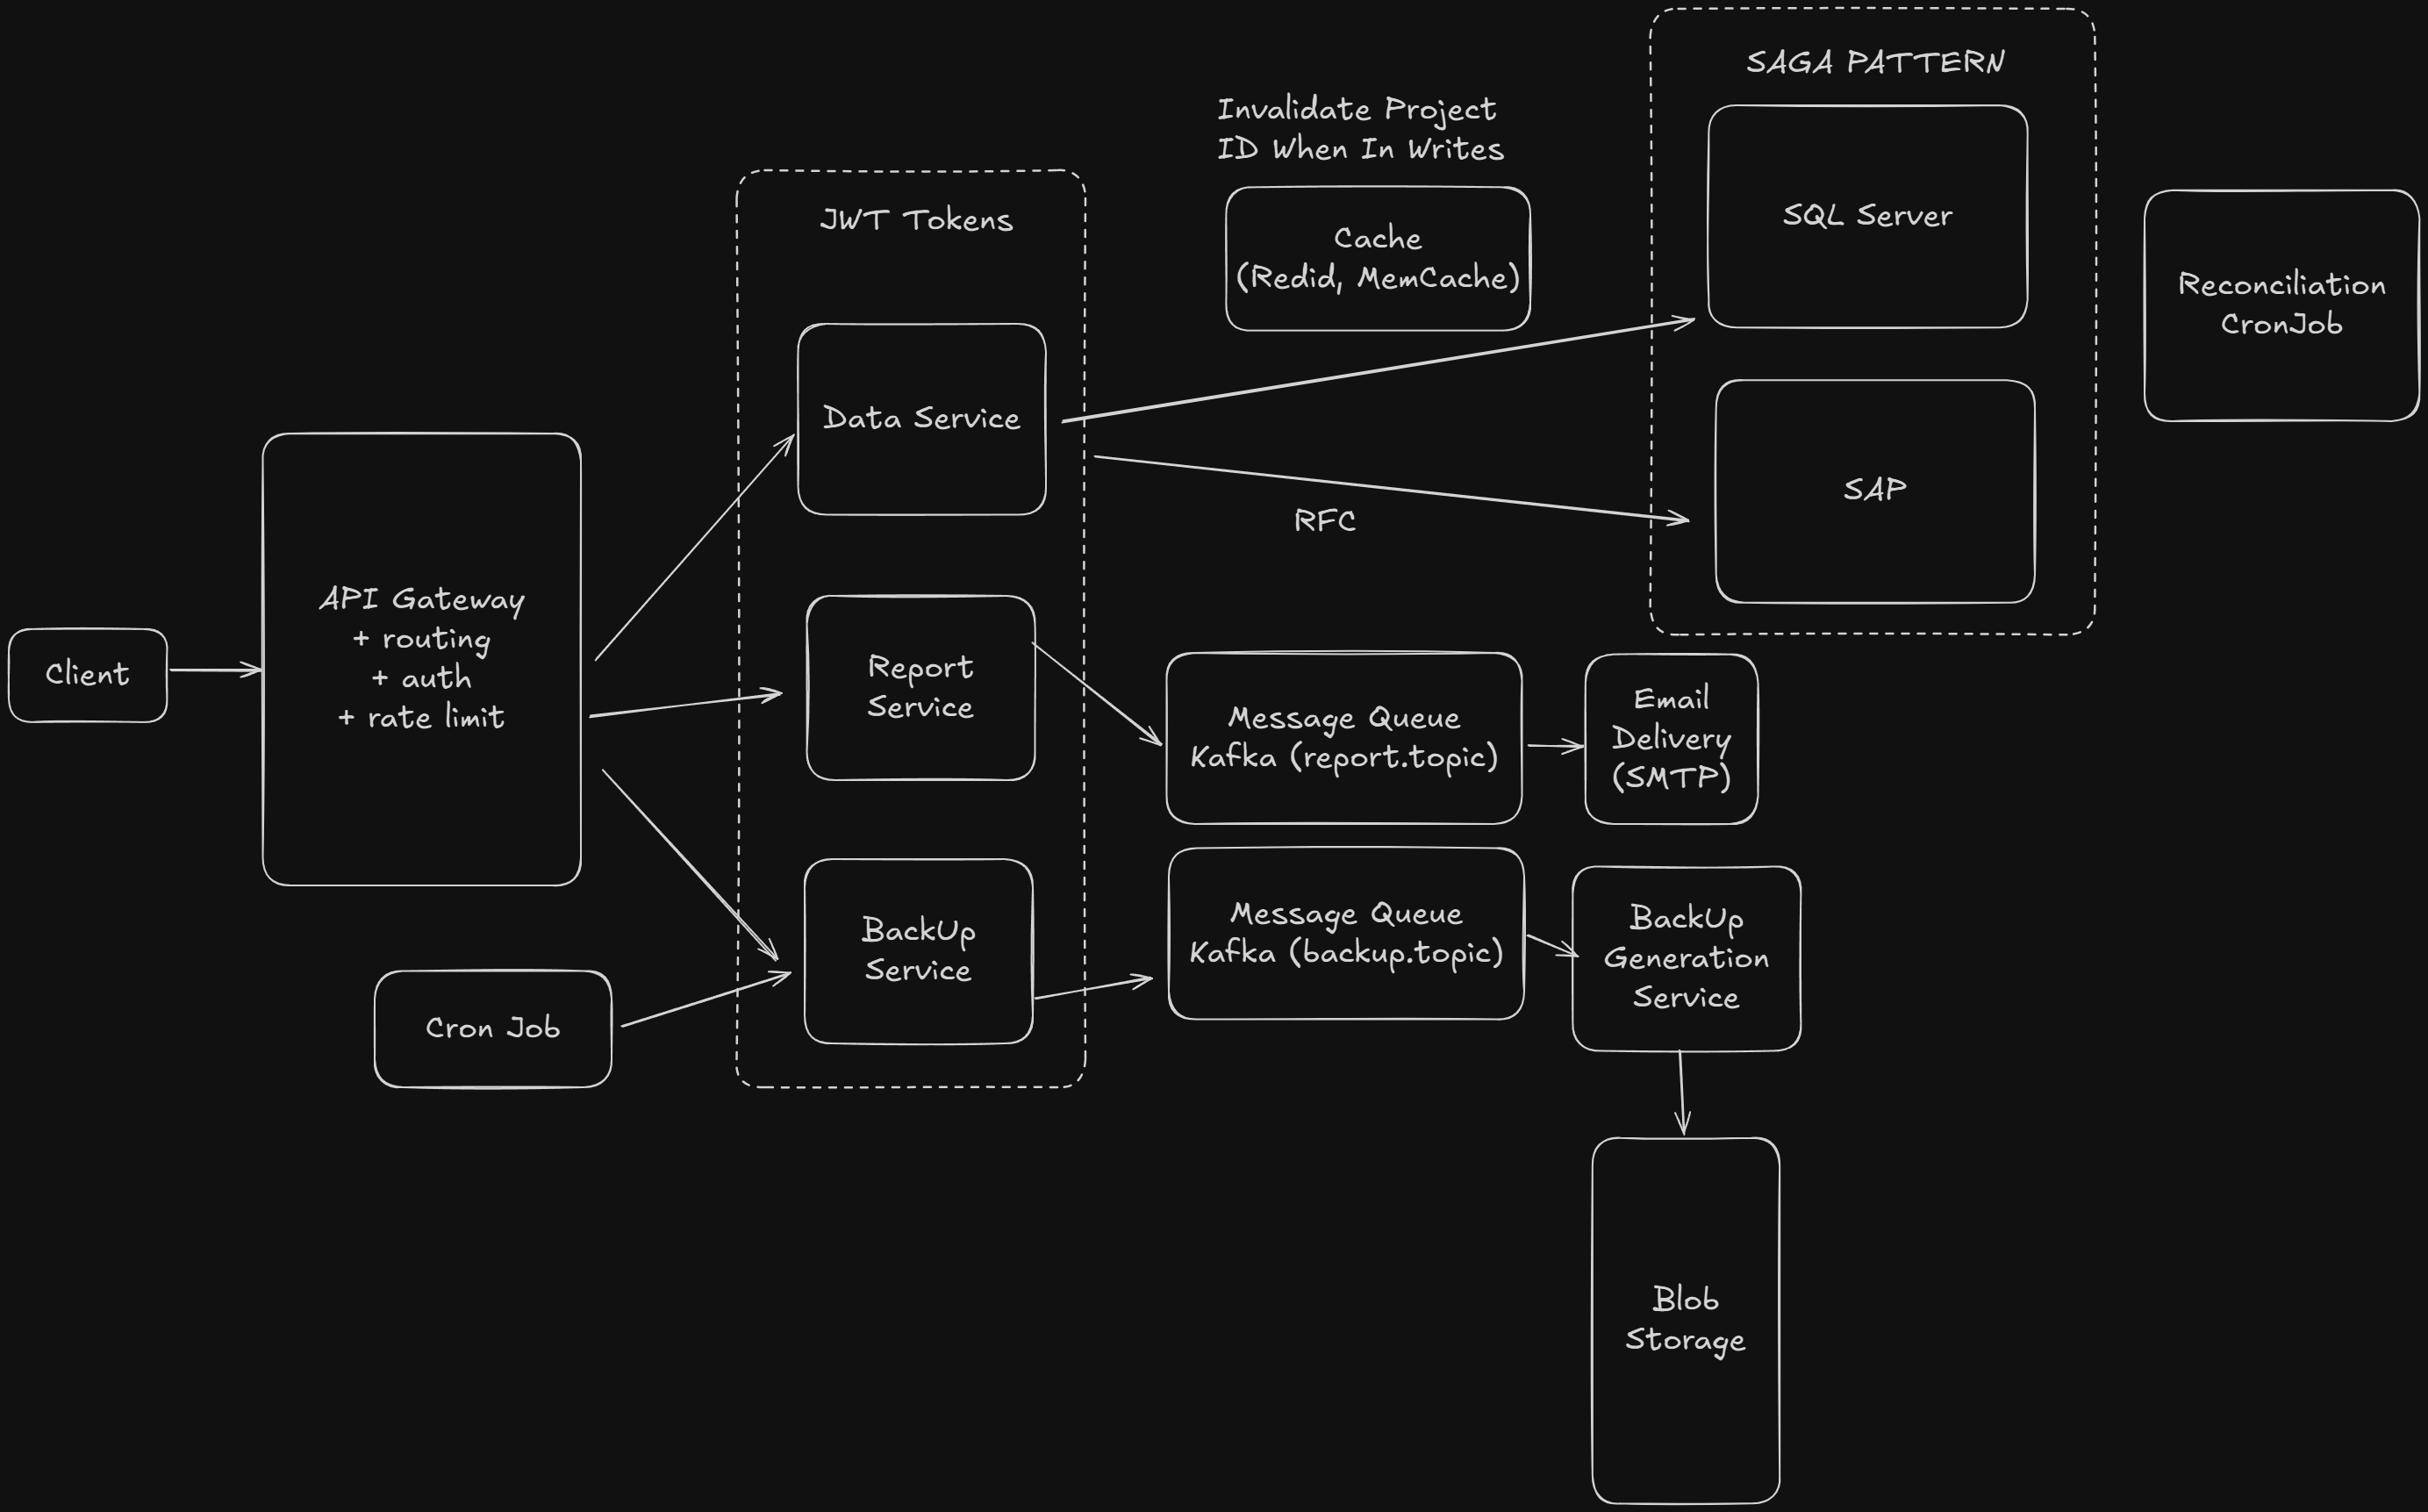 SAGA PATTERN
SQL Server
SAP
Reconciliation
CronJob
Invalidate Project
ID When In Writes
Cache
(Redid, MemCache)
RFC
JWT Tokens
Data Service
Report
Service
BackUp
Service
API Gateway
+ routing
+ auth
+ rate limit
Client
Cron Job
Message Queue
Kafka (report.topic)
Email
Delivery
(SMTP)
Message Queue
Kafka (backup.topic)
BackUp
Generation
Service
Blob
Storage